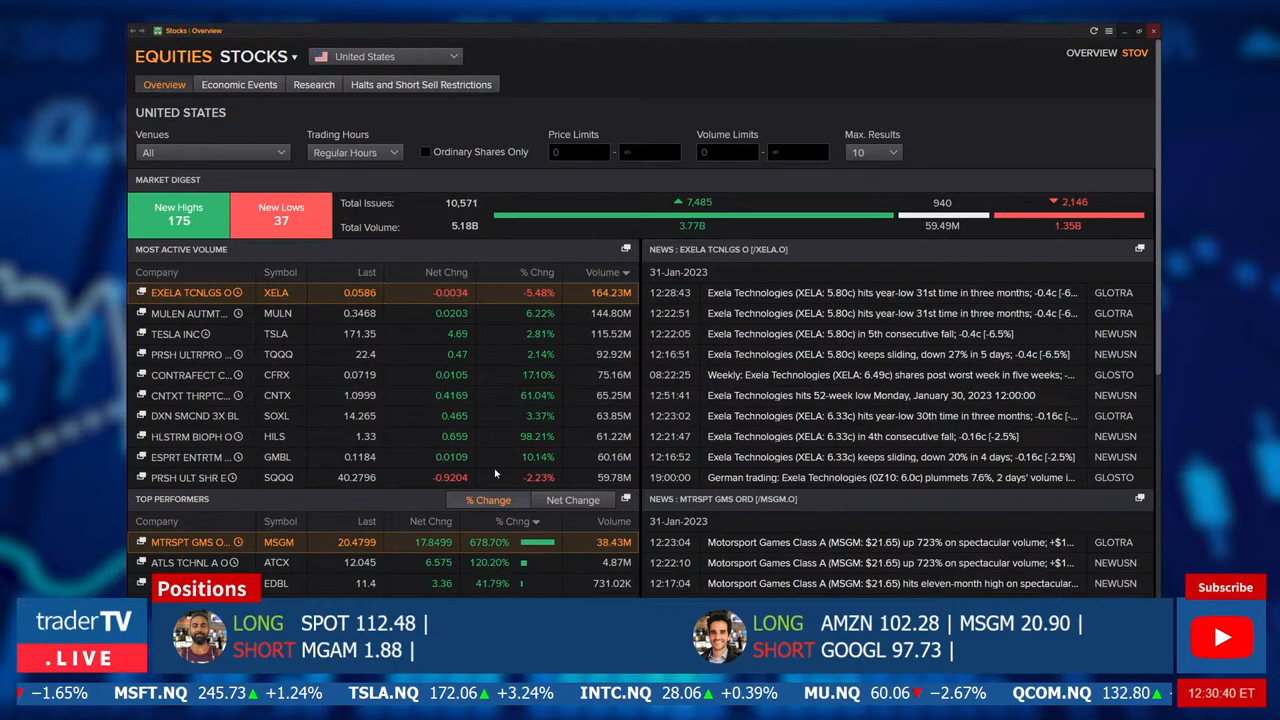 Stocks | Overview
EQUITIES STOCKS United States OVERVIEW STOV
Overview Economic Events Research Halts and Short Sell Restrictions
UNITED STATES
Venues Trading Hours Price Limits Volume Limits Max. Results
All Regular Hours Ordinary Shares Only 0 - ∞ 0 - ∞ 10
MARKET DIGEST
New Highs 175 New Lows 37
Total Issues: 10,571 7,485 940 2,146
Total Volume: 5.18B 3.77B 59.49M 1.35B
MOST ACTIVE VOLUME
Company Symbol Last Net Chng % Chng Volume
EXELA TCNLGS O XELA 0.0586 -0.0034 -5.48% 164.23M
MULEN AUTMT... MULN 0.3468 0.0203 6.22% 144.80M
TESLA INC TSLA 171.35 4.69 2.81% 115.52M
PRSH ULTRPRO ... TQQQ 22.4 0.47 2.14% 92.92M
CONTRAFECT C... CFRX 0.0719 0.0105 17.10% 75.16M
CNTXT THRPTC... CNTX 1.0999 0.4169 61.04% 65.25M
DXN SMCND 3X BL SOXL 14.265 0.465 3.37% 63.85M
HLSTRM BIOPH O HILS 1.33 0.659 98.21% 61.22M
ESPRT ENTRTM ... GMBL 0.1184 0.0109 10.14% 60.16M
PRSH ULT SHR E SQQQ 40.2796 -0.9204 -2.23% 59.78M
NEWS : EXELA TCNLGS O [/XELA.O]
31-Jan-2023
12:28:43 Exela Technologies (XELA: 5.80c) hits year-low 31st time in three months; -0.4c [-6... GLOTRA
12:22:51 Exela Technologies (XELA: 5.80c) hits year-low 31st time in three months; -0.4c [-6... GLOTRA
12:22:05 Exela Technologies (XELA: 5.80c) in 5th consecutive fall; -0.4c [-6.5%] NEWUSN
12:16:51 Exela Technologies (XELA: 5.80c) keeps sliding, down 27% in 5 days; -0.4c [-6.5%] NEWUSN
08:22:25 Weekly: Exela Technologies (XELA: 6.49c) shares post worst week in five weeks; -... GLOSTO
12:51:41 Exela Technologies hits 52-week low Monday, January 30, 2023 12:00:00 NEWUSN
12:23:02 Exela Technologies (XELA: 6.33c) hits year-low 30th time in three months; -0.16c [... GLOTRA
12:21:47 Exela Technologies (XELA: 6.33c) in 4th consecutive fall; -0.16c [-2.5%] NEWUSN
12:16:52 Exela Technologies (XELA: 6.33c) keeps sliding, down 20% in 4 days; -0.16c [-2.5%] NEWUSN
19:00:00 German trading: Exela Technologies (0Z10: 6.0c) plummets 7.6%, 2 days' volume i... GLOSTO
TOP PERFORMERS % Change Net Change
Company Symbol Last Net Chng % Chng Volume
MTRSPT GMS O... MSGM 20.4799 17.8499 678.70% 38.43M
ATLS TCHNL A O ATCX 12.045 6.575 120.20% 4.87M
EDBL 11.4 3.36 41.79% 731.02K
NEWS : MTRSPT GMS ORD [/MSGM.O]
31-Jan-2023
12:23:04 Motorsport Games Class A (MSGM: $21.65) up 723% on spectacular volume; +$1... GLOTRA
12:22:10 Motorsport Games Class A (MSGM: $21.65) up 723% on spectacular volume; +$1... NEWUSN
12:17:04 Motorsport Games Class A (MSGM: $21.65) hits eleven-month high on spectacular... NEWUSN
Positions
Subscribe
traderTV
.LIVE
LONG SPOT 112.48 |
SHORT MGAM 1.88 |
LONG AMZN 102.28 | MSGM 20.90 |
SHORT GOOGL 97.73 |
−1.65% MSFT.NQ 245.73 +1.24% TSLA.NQ 172.06 +3.24% INTC.NQ 28.06 +0.39% MU.NQ 60.06 −2.67% QCOM.NQ 132.80
12:30:40 ET